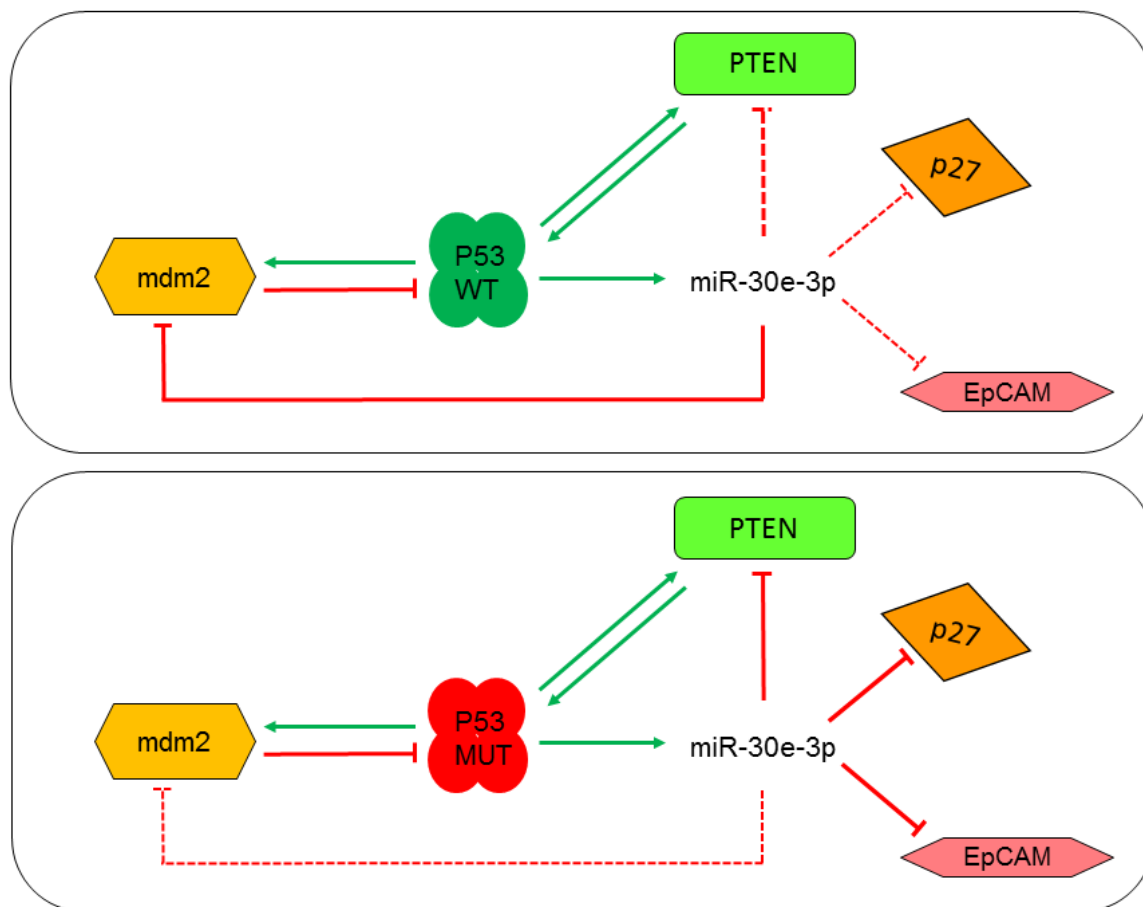 PTEN
p27
P53
WT
mdm2
miR-30e-3p
EpCAM
PTEN
p27
P53
MUT
mdm2
miR-30e-3p
EpCAM